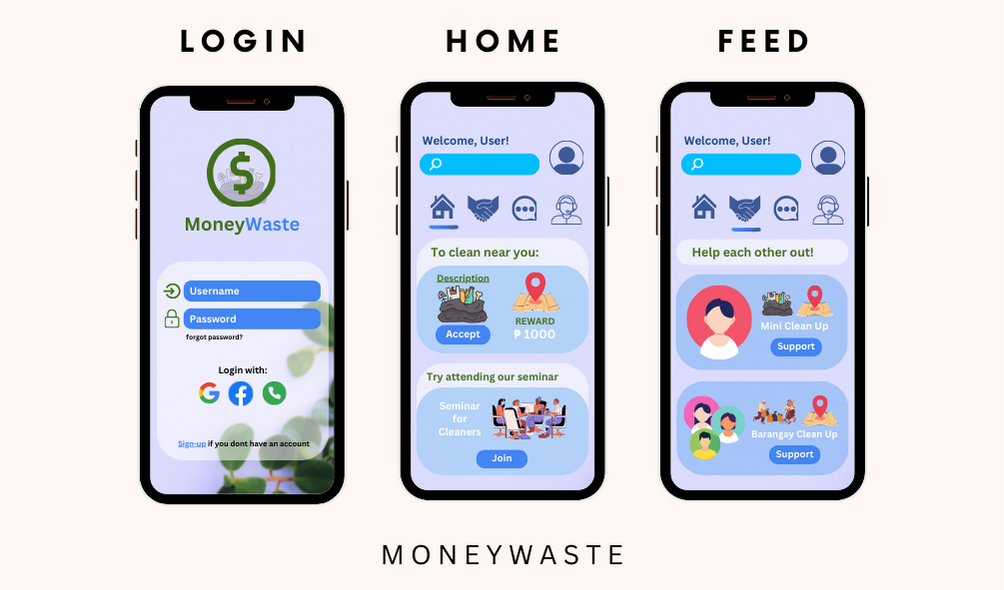 LOGIN
HOME
FEED
$
MoneyWaste
Username
Password
forgot password?
Login with:
G
f
Sign-up if you dont have an account
Welcome, User!
To clean near you:
Description
Accept
REWARD
₱ 1000
Try attending our seminar
Seminar
for
Cleaners
Join
Welcome, User!
Help each other out!
Mini Clean Up
Support
Barangay Clean Up
Support
MONEYWASTE